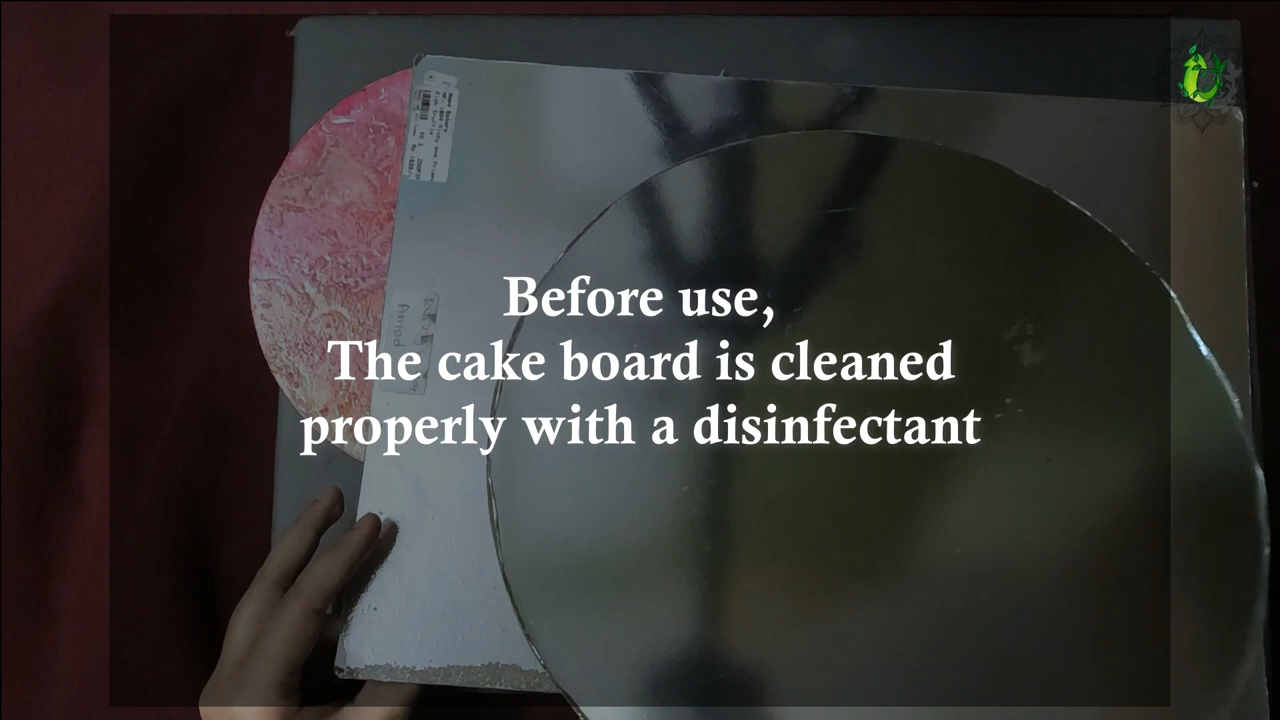 Before use,
The cake board is cleaned
properly with a disinfectant